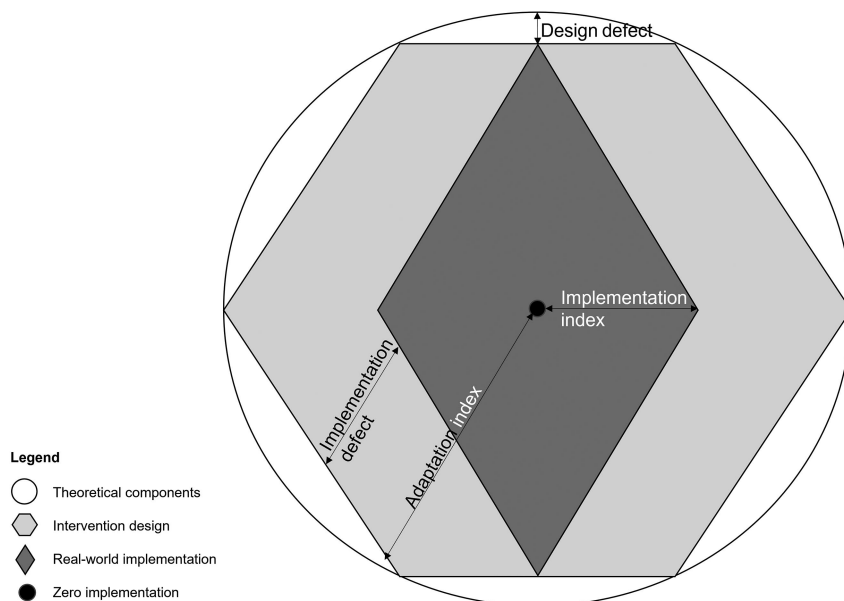 Design defect
Implementation
index
Implementation
defect
Adaptation index
Legend
Theoretical components
Intervention design
Real-world implementation
Zero implementation